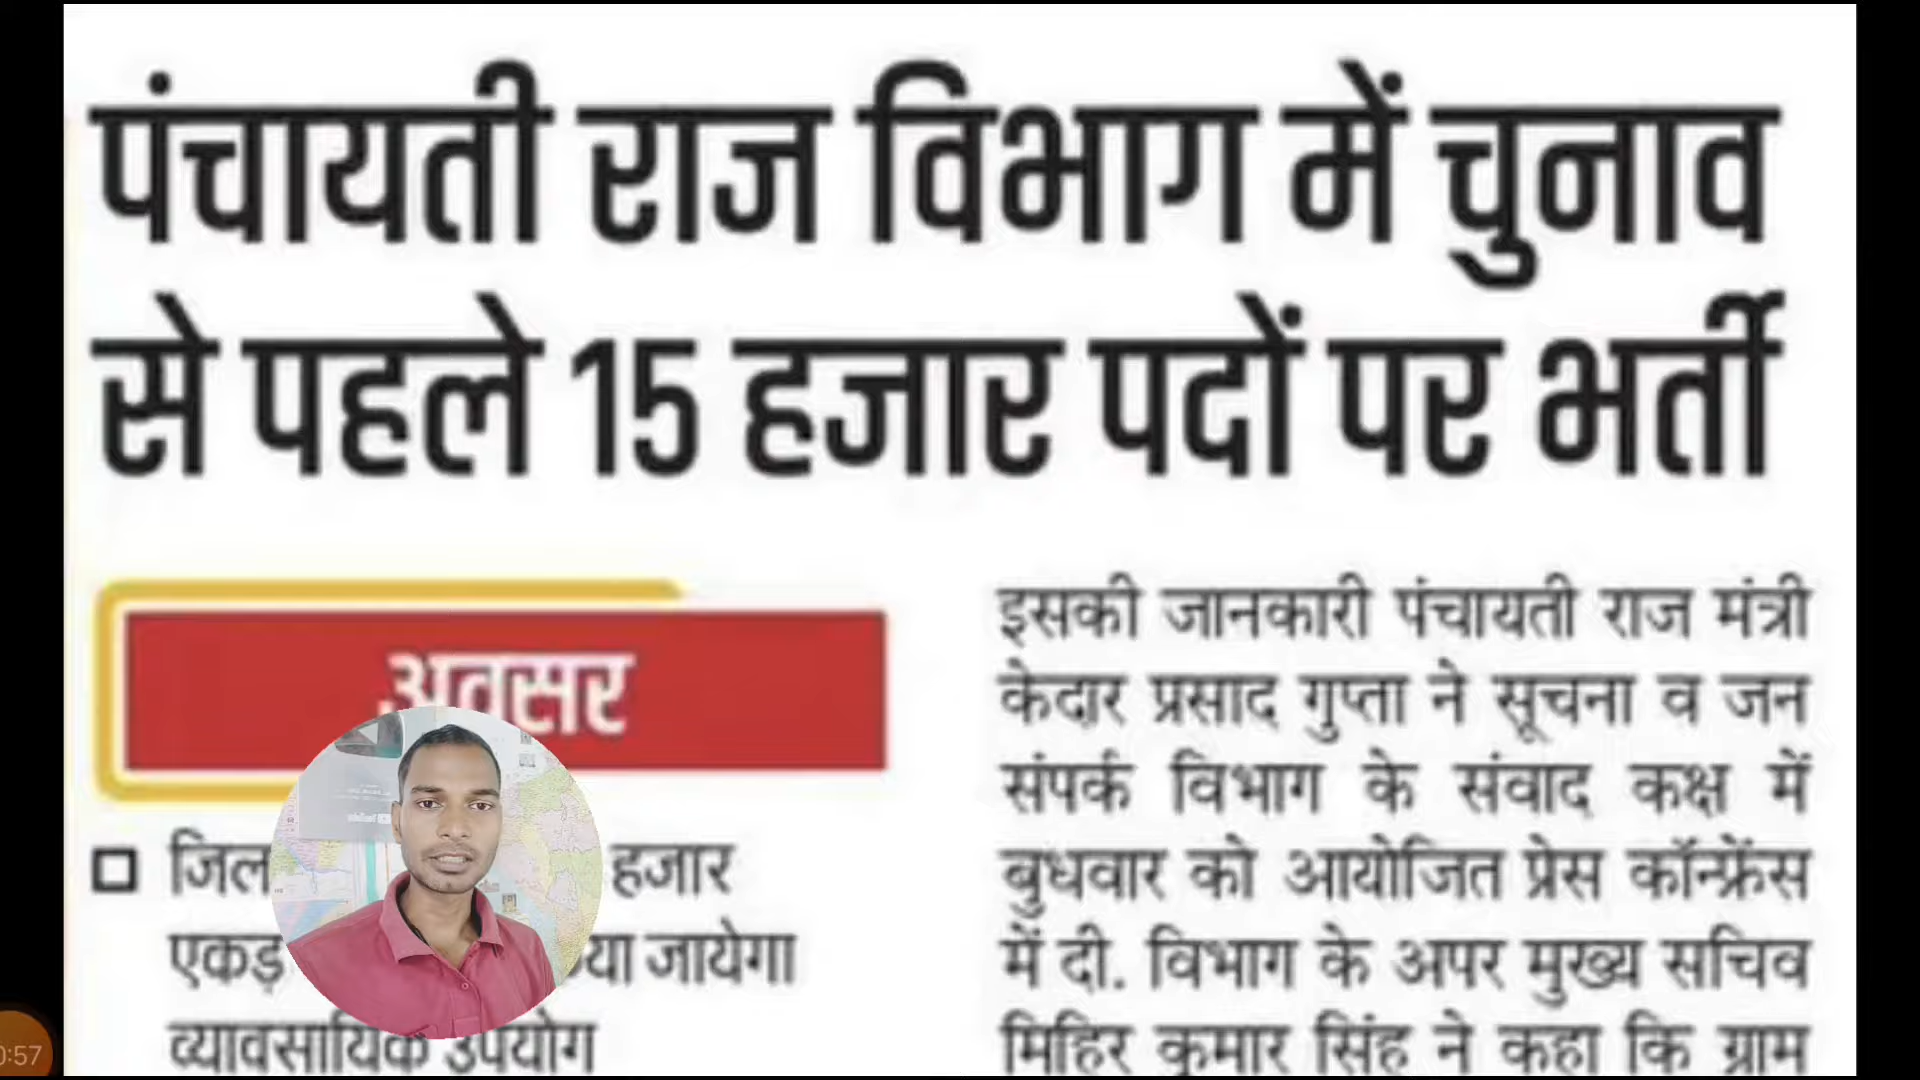 पंचायती राज विभाग में चुनाव
से पहले 15 हजार पदों पर भर्ती
अवसर
जिल हजार
एकड़ जायेगा
व्यावसायिक उपयोग
इसकी जानकारी पंचायती राज मंत्री
केदार प्रसाद गुप्ता ने सूचना व जन
संपर्क विभाग के संवाद कक्ष में
बुधवार को आयोजित प्रेस कॉन्फ्रेंस
में दी. विभाग के अपर मुख्य सचिव
मिहिर कुमार सिंह ने कहा कि ग्राम
0:57